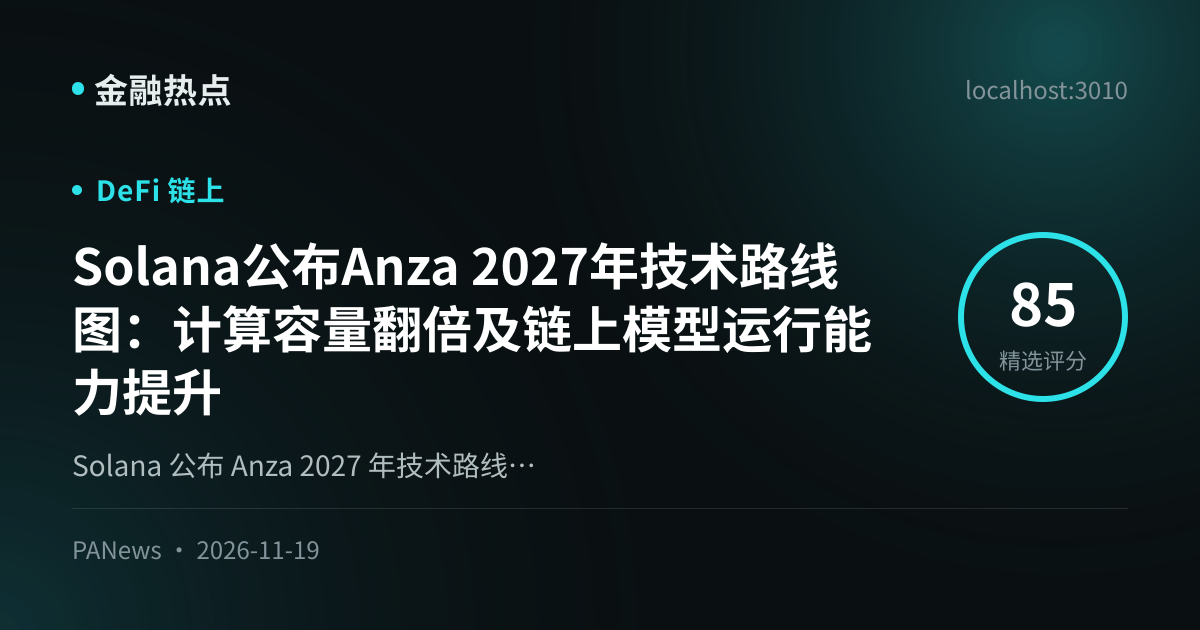 金融热点
localhost:3010
DeFi 链上
Solana公布Anza 2027年技术路线
图：计算容量翻倍及链上模型运行能
力提升
85
精选评分
Solana 公布 Anza 2027 年技术路线…
PANews • 2026-11-19